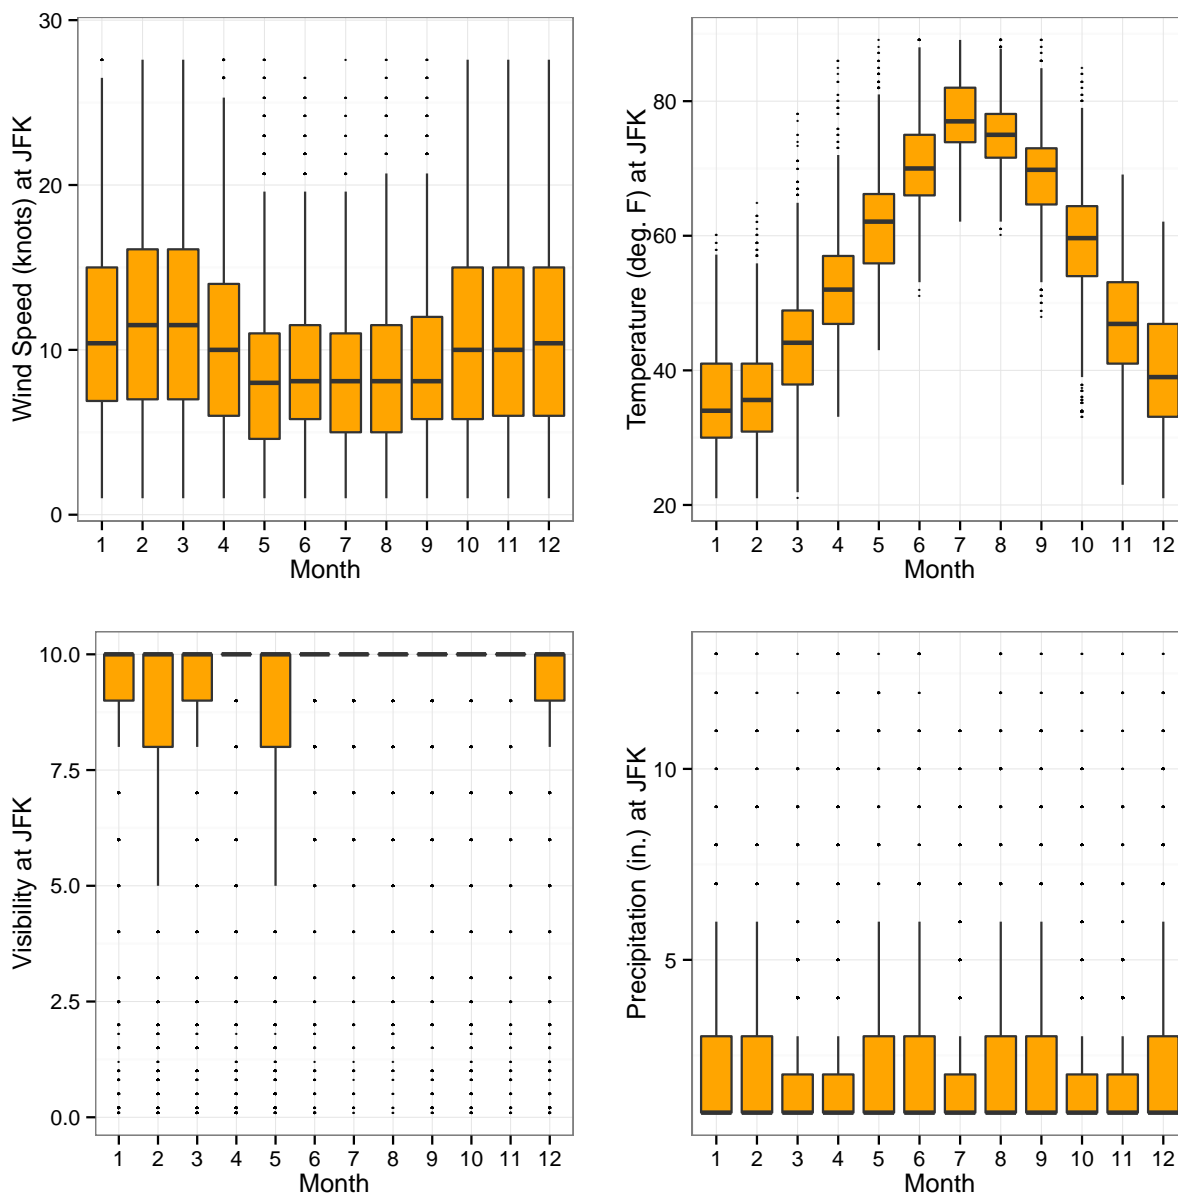 Wind Speed (knots) at JFK
30
20
10
0
1 2 3 4 5 6 7 8 9 10 11 12
Month
Temperature (deg. F) at JFK
80
60
40
20
1 2 3 4 5 6 7 8 9 10 11 12
Month
Visibility at JFK
10.0
7.5
5.0
2.5
0.0
1 2 3 4 5 6 7 8 9 10 11 12
Month
Precipitation (in.) at JFK
10
5
1 2 3 4 5 6 7 8 9 10 11 12
Month